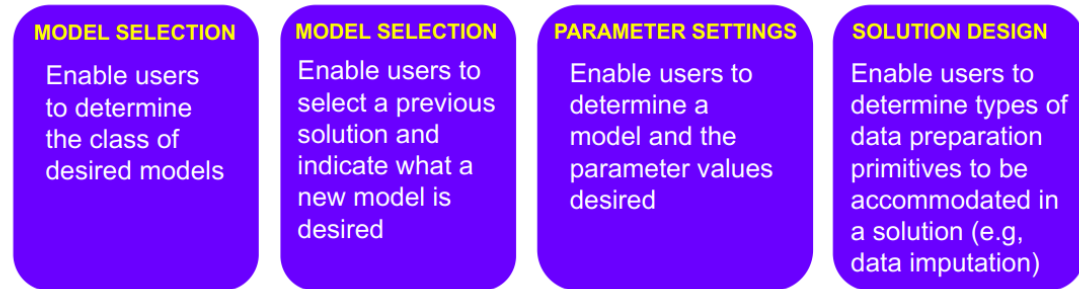 MODEL SELECTION
Enable users
to determine
the class of
desired models
MODEL SELECTION
Enable users to
select a previous
solution and
indicate what a
new model is
desired
PARAMETER SETTINGS
Enable users to
determine a
model and the
parameter values
desired
SOLUTION DESIGN
Enable users to
determine types of
data preparation
primitives to be
accommodated in
a solution (e.g,
data imputation)